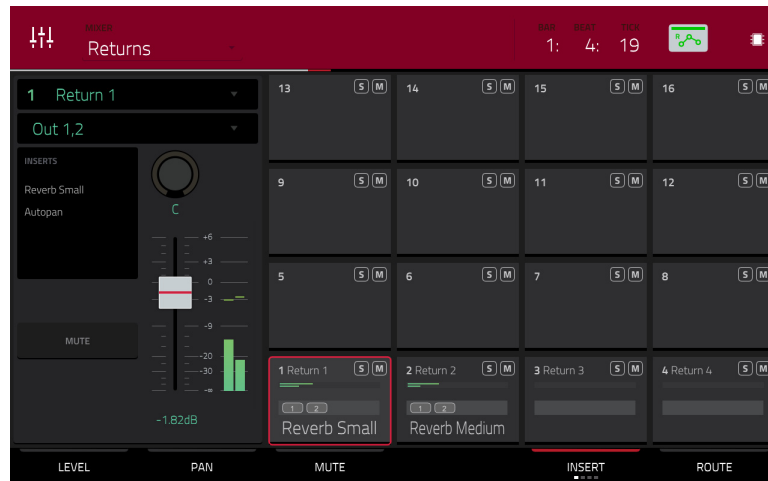 MIXER
Returns
BAR BEAT TICK
1: 4: 19
R
1 Return 1
Out 1,2
INSERTS
Reverb Small
Autopan
C
+6
+3
0
-3
-9
-20
-30
-∞
MUTE
-1.82dB
13 S M
14 S M
15 S M
16 S M
9 S M
10 S M
11 S M
12 S M
5 S M
6 S M
7 S M
8 S M
1 Return 1 S M
1 2
Reverb Small
2 Return 2 S M
1 2
Reverb Medium
3 Return 3 S M
4 Return 4 S M
LEVEL PAN MUTE INSERT ROUTE